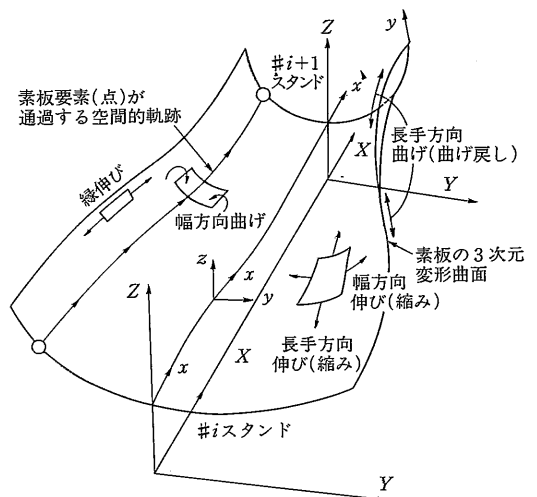 Z
y
#i+1
スタンド
x
素板要素(点)が
通過する空間的軌跡
長手方向
曲げ(曲げ戻し)
X
Y
縁伸び
幅方向曲げ
z
x
y
素板の3次元
変形曲面
幅方向
伸び(縮み)
Z
X
長手方向
伸び(縮み)
x
#iスタンド
Y